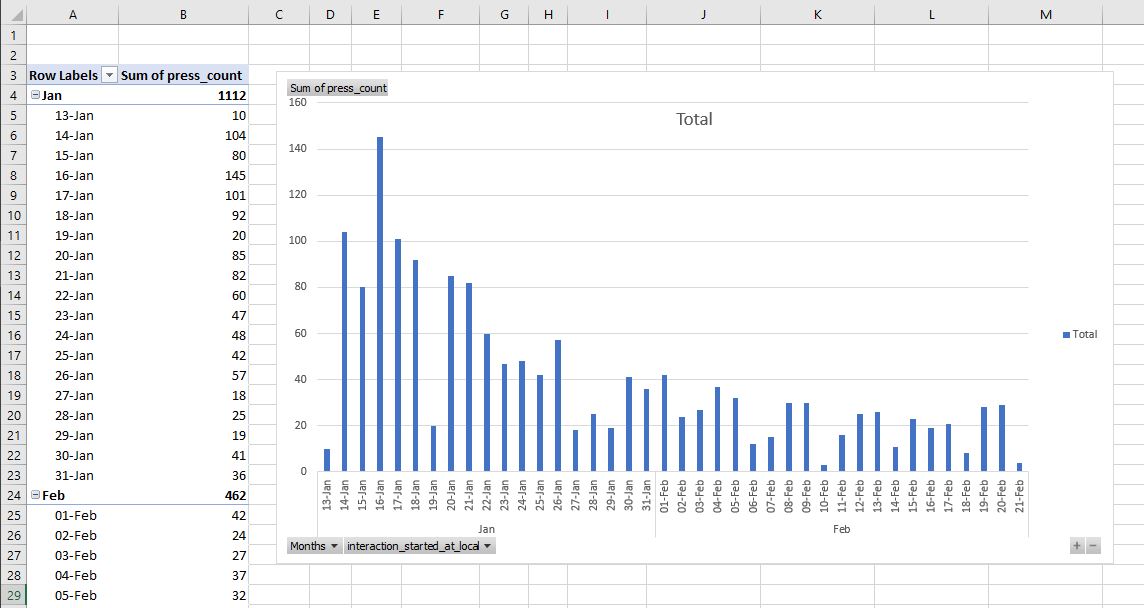 A B C D E F G H I J K L M
1
2
3 Row Labels Sum of press_count
4 Jan 1112
5 13-Jan 10
6 14-Jan 104
7 15-Jan 80
8 16-Jan 145
9 17-Jan 101
10 18-Jan 92
11 19-Jan 20
12 20-Jan 85
13 21-Jan 82
14 22-Jan 60
15 23-Jan 47
16 24-Jan 48
17 25-Jan 42
18 26-Jan 57
19 27-Jan 18
20 28-Jan 25
21 29-Jan 19
22 30-Jan 41
23 31-Jan 36
24 Feb 462
25 01-Feb 42
26 02-Feb 24
27 03-Feb 27
28 04-Feb 37
29 05-Feb 32
Sum of press_count
Total
160
140
120
100
80
60
40
20
0
13-Jan 14-Jan 15-Jan 16-Jan 17-Jan 18-Jan 19-Jan 20-Jan 21-Jan 22-Jan 23-Jan 24-Jan 25-Jan 26-Jan 27-Jan 28-Jan 29-Jan 30-Jan 31-Jan 01-Feb 02-Feb 03-Feb 04-Feb 05-Feb 06-Feb 07-Feb 08-Feb 09-Feb 10-Feb 11-Feb 12-Feb 13-Feb 14-Feb 15-Feb 16-Feb 17-Feb 18-Feb 19-Feb 20-Feb 21-Feb
Jan Feb
Total
Months interaction_started_at_local + −